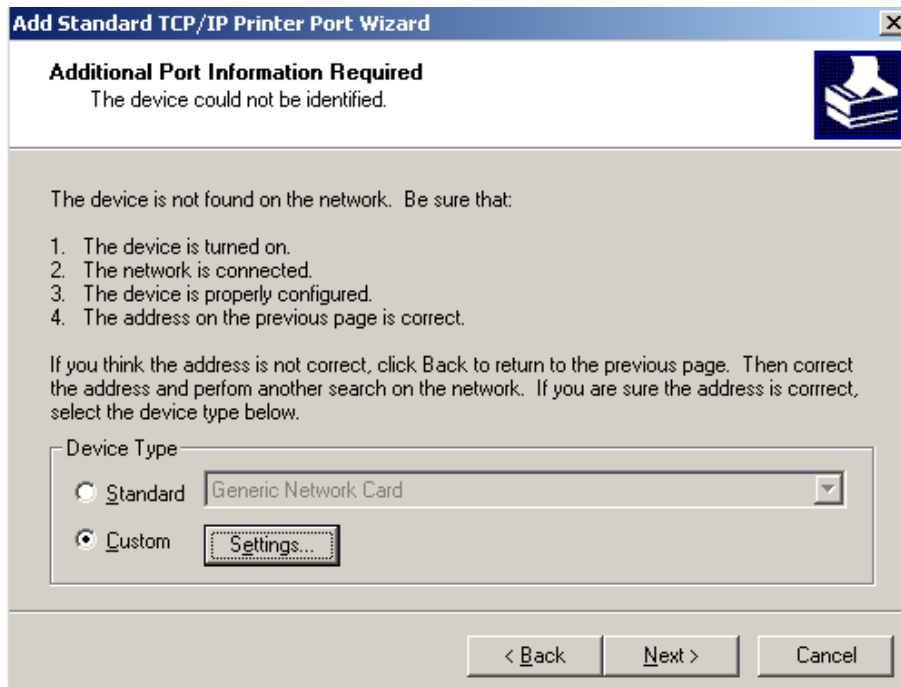 Add Standard TCP/IP Printer Port Wizard
Additional Port Information Required
The device could not be identified.
The device is not found on the network.  Be sure that:
1.  The device is turned on.
2.  The network is connected.
3.  The device is properly configured.
4.  The address on the previous page is correct.
If you think the address is not correct, click Back to return to the previous page.  Then correct
the address and perfom another search on the network.  If you are sure the address is corrrect,
select the device type below.
Device Type
Standard
Generic Network Card
Custom
Settings...
< Back
Next >
Cancel